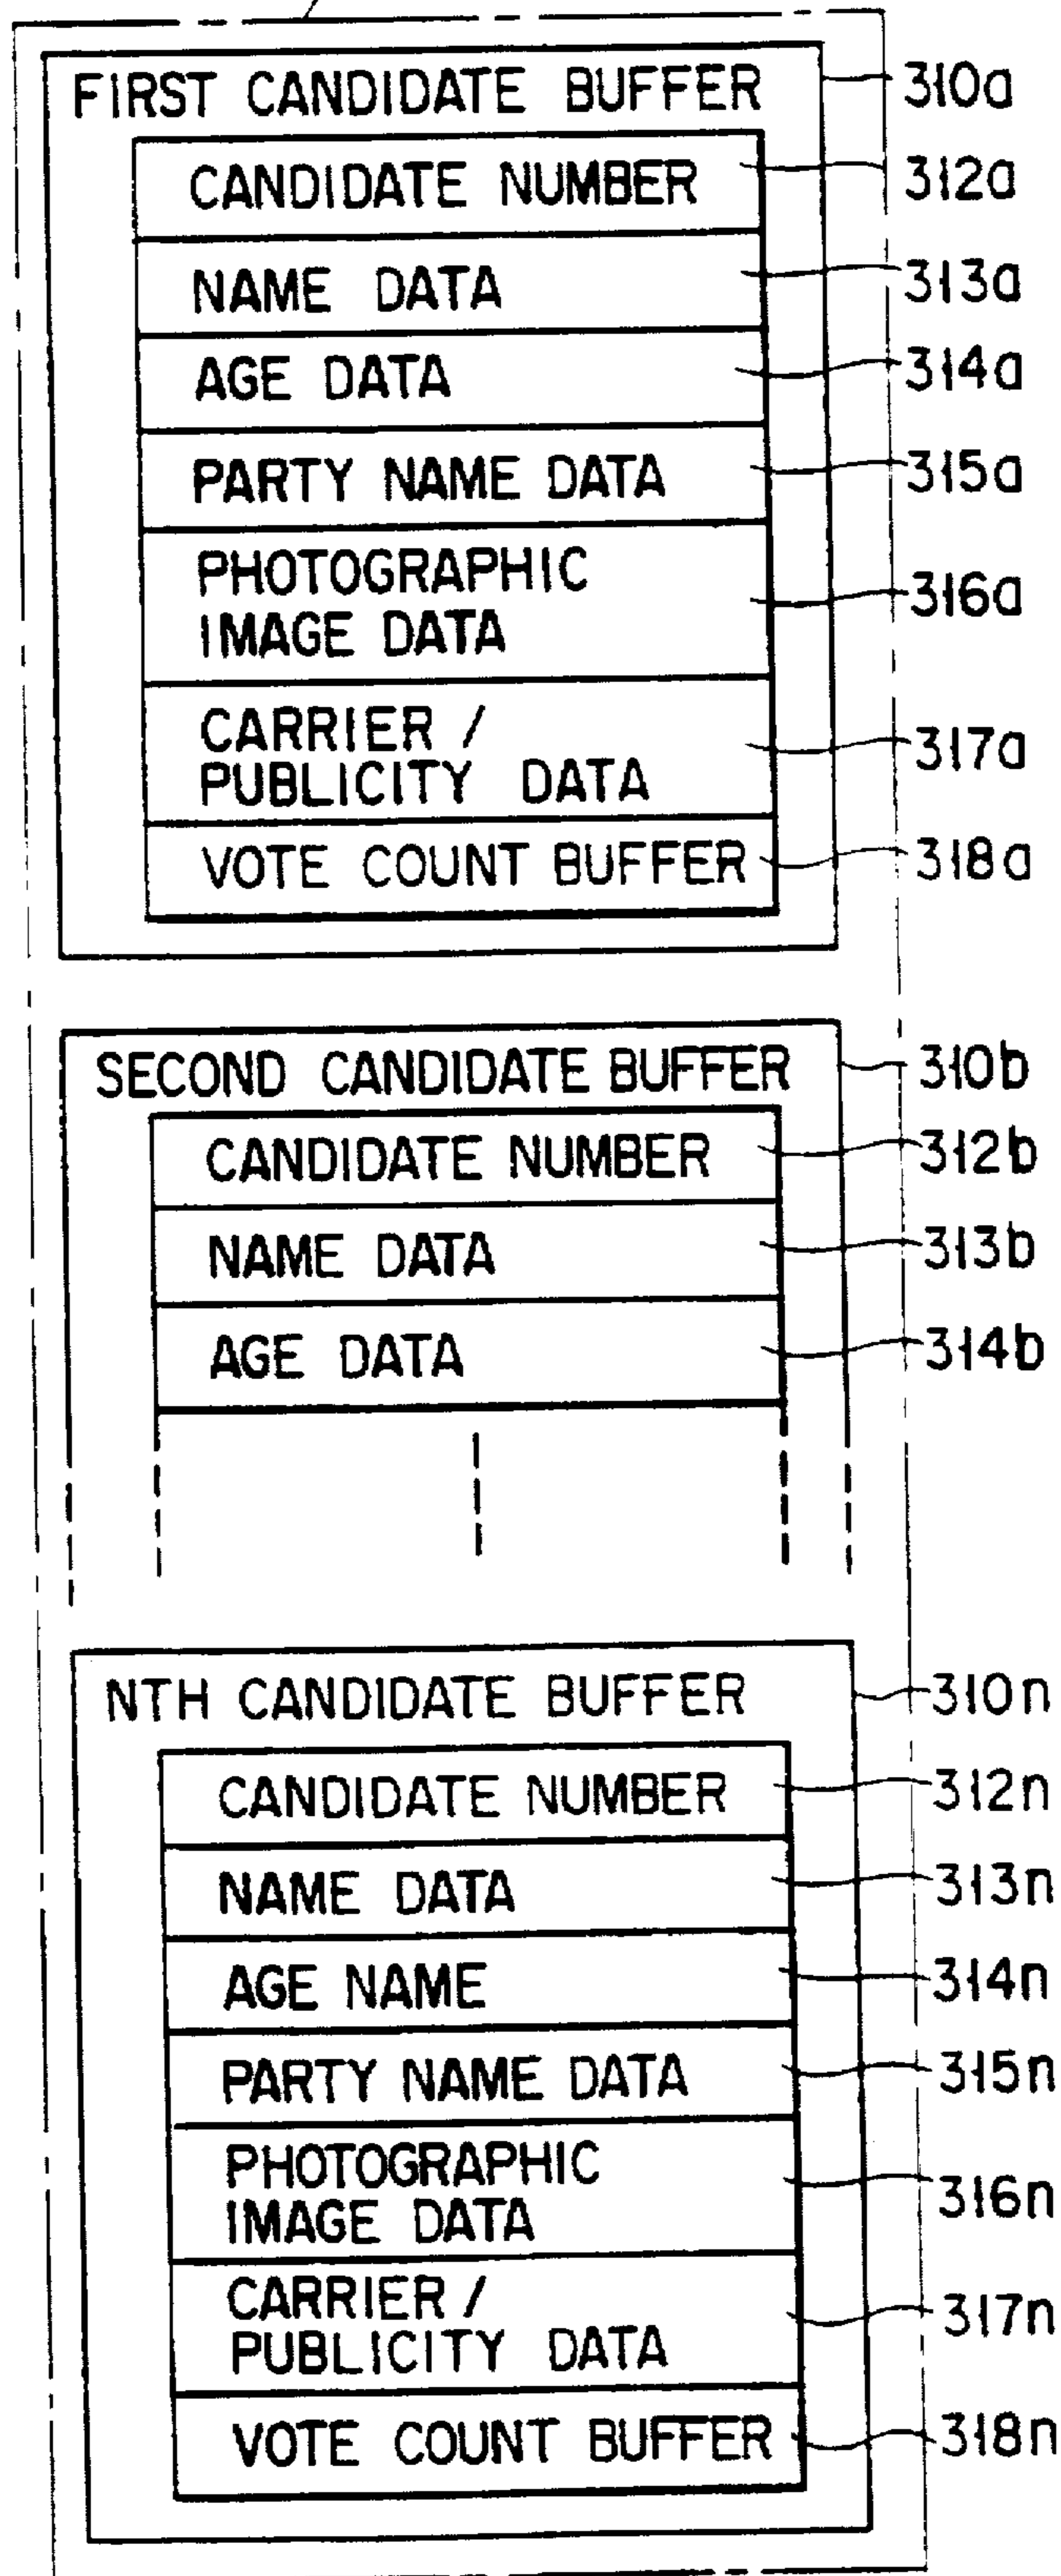 FIRST CANDIDATE BUFFER 310a
CANDIDATE NUMBER 312a
NAME DATA 313a
AGE DATA 314a
PARTY NAME DATA 315a
PHOTOGRAPHIC
IMAGE DATA 316a
CARRIER /
PUBLICITY DATA 317a
VOTE COUNT BUFFER 318a
SECOND CANDIDATE BUFFER 310b
CANDIDATE NUMBER 312b
NAME DATA 313b
AGE DATA 314b
NTH CANDIDATE BUFFER 310n
CANDIDATE NUMBER 312n
NAME DATA 313n
AGE NAME 314n
PARTY NAME DATA 315n
PHOTOGRAPHIC
IMAGE DATA 316n
CARRIER /
PUBLICITY DATA 317n
VOTE COUNT BUFFER 318n